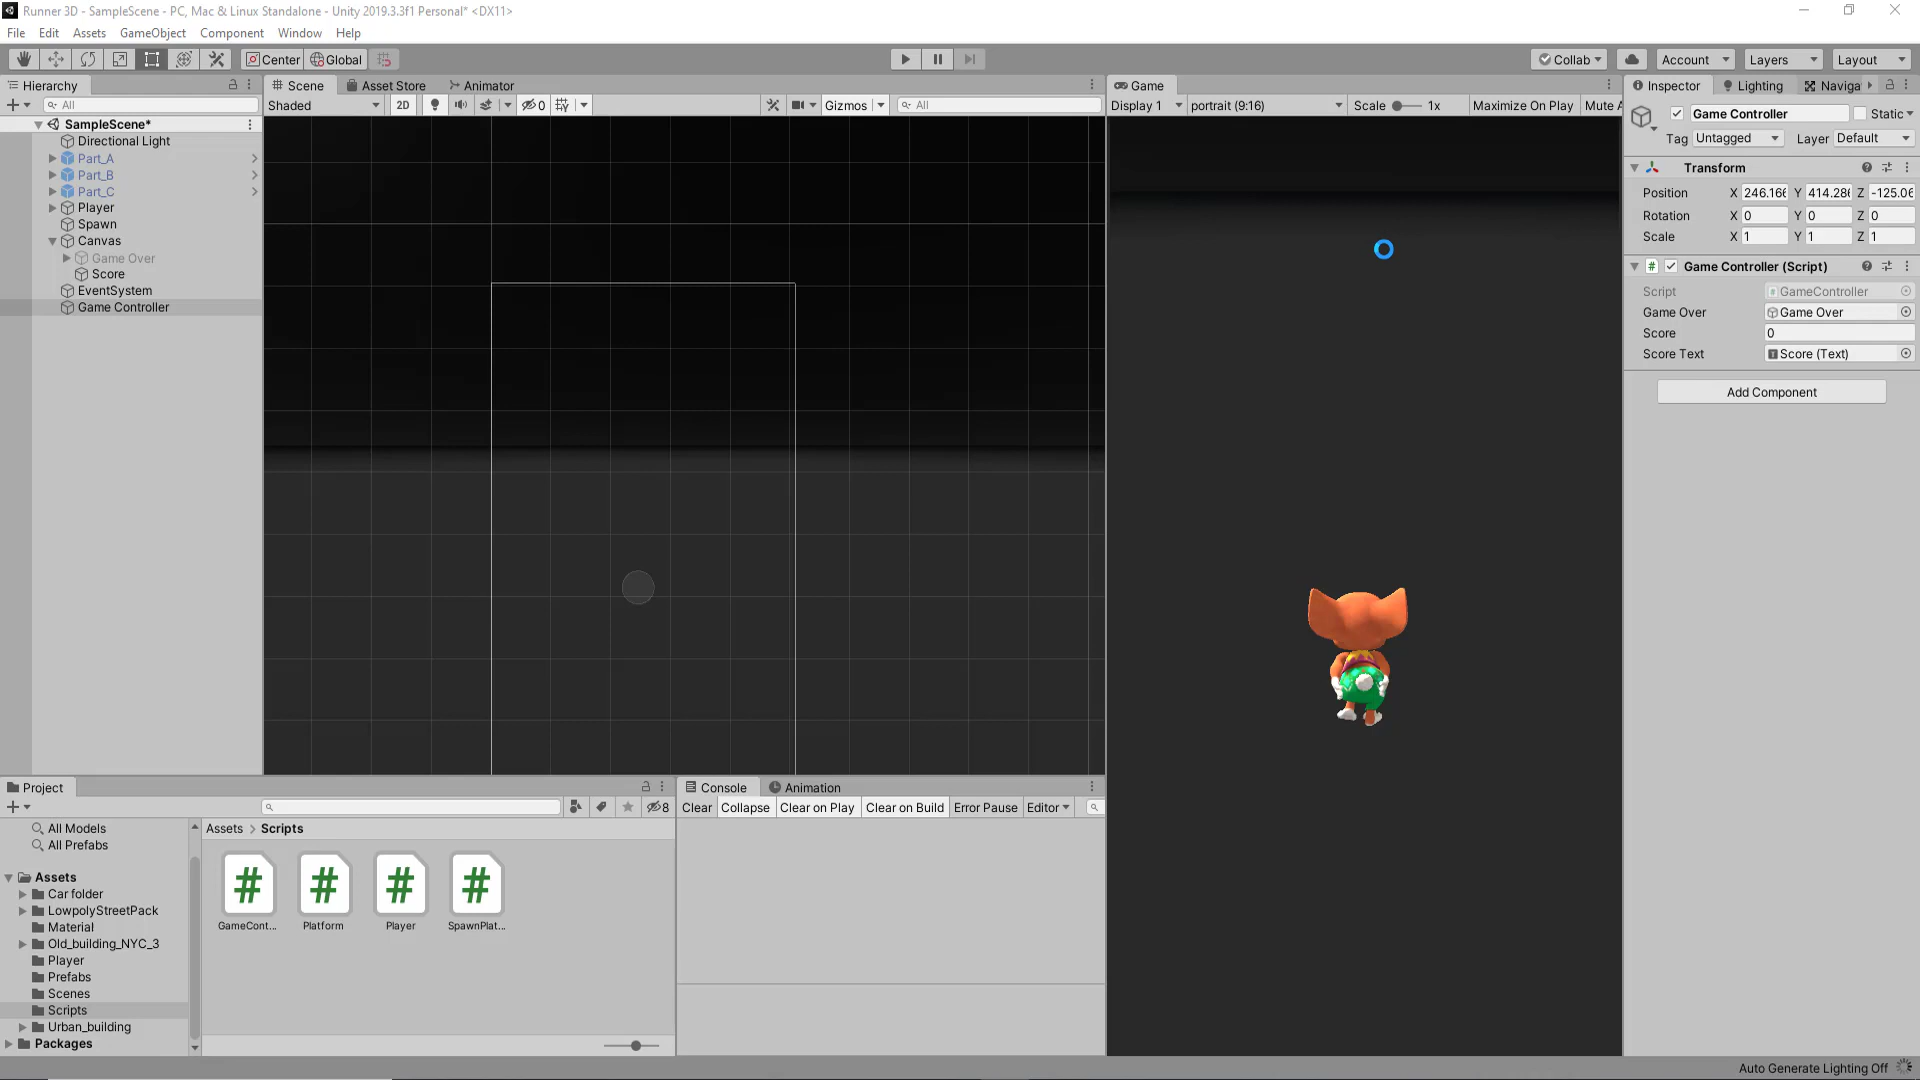 Runner 3D - SampleScene - PC, Mac & Linux Standalone - Unity 2019.3.3f1 Personal* <DX11>
File Edit Assets GameObject Component Window Help
Center Global Collab Account Layers Layout
Hierarchy
All
SampleScene*
Directional Light
Part_A
Part_B
Part_C
Player
Spawn
Canvas
Game Over
Score
EventSystem
Game Controller
Scene Asset Store Animator
Shaded 2D 0 Gizmos All
Game
Display 1 portrait (9:16) Scale 1x Maximize On Play Mute A
Inspector Lighting Naviga
Game Controller Static
Tag Untagged Layer Default
Transform
Position X 246.166 Y 414.286 Z -125.06
Rotation X 0 Y 0 Z 0
Scale X 1 Y 1 Z 1
# Game Controller (Script)
Script GameController
Game Over Game Over
Score 0
Score Text Score (Text)
Add Component
Project
8
All Models
All Prefabs
Assets
Car folder
LowpolyStreetPack
Material
Old_building_NYC_3
Player
Prefabs
Scenes
Scripts
Urban_building
Packages
Assets > Scripts
# # # #
GameCont... Platform Player SpawnPlat...
Console Animation
Clear Collapse Clear on Play Clear on Build Error Pause Editor
Auto Generate Lighting Off